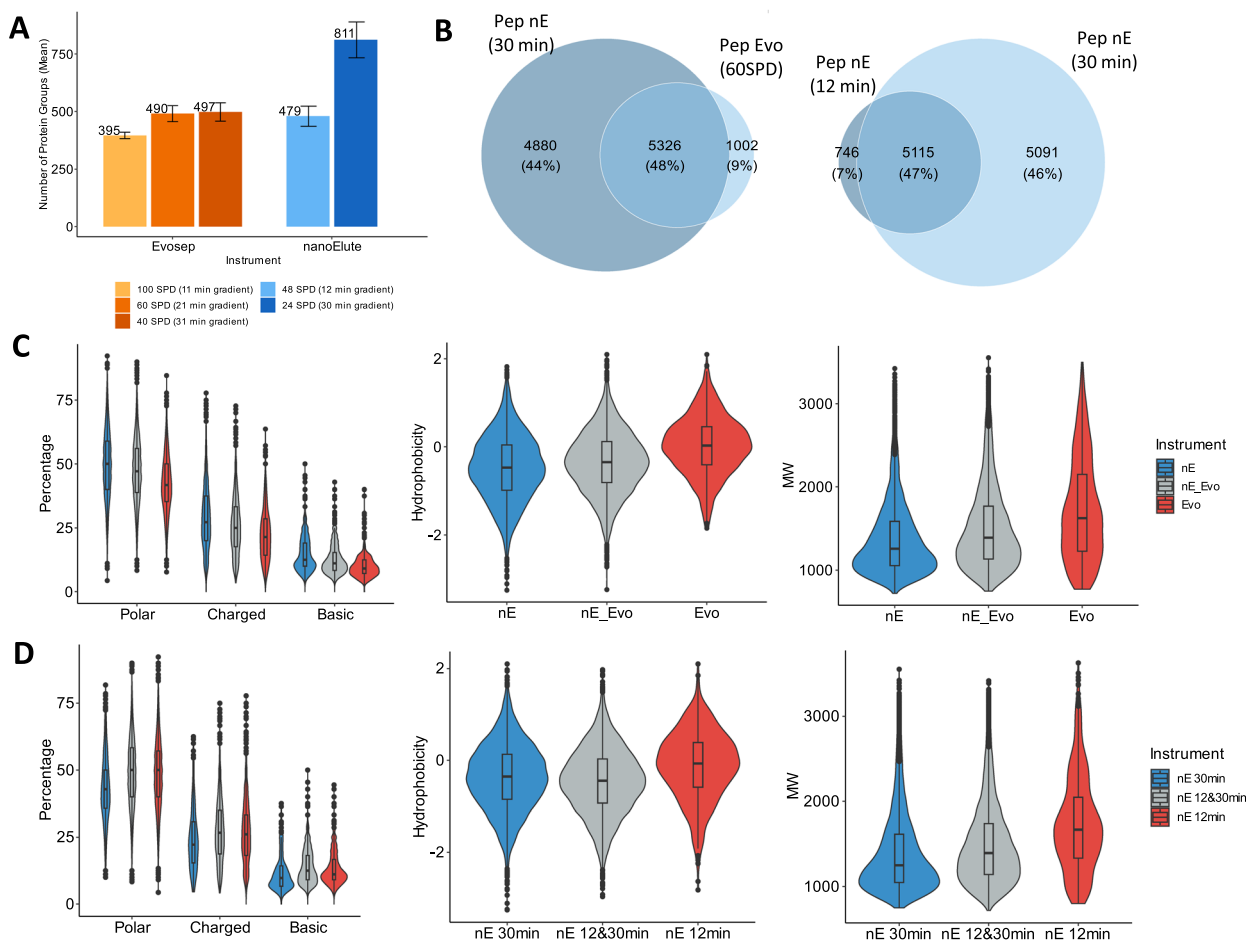 A
Number of Protein Groups (Mean)
750
500
250
0
395
490
497
479
811
Evosep
nanoElute
Instrument
100 SPD (11 min gradient)
48 SPD (12 min gradient)
60 SPD (21 min gradient)
24 SPD (30 min gradient)
40 SPD (31 min gradient)
B
Pep nE
(30 min)
Pep Evo
(60SPD)
4880
(44%)
5326
(48%)
1002
(9%)
Pep nE
(12 min)
Pep nE
(30 min)
746
(7%)
5115
(47%)
5091
(46%)
C
Percentage
75
50
25
0
Polar
Charged
Basic
Hydrophobicity
2
0
-2
nE
nE_Evo
Evo
MW
3000
2000
1000
nE
nE_Evo
Evo
Instrument
nE
nE_Evo
Evo
D
Percentage
75
50
25
0
Polar
Charged
Basic
Hydrophobicity
2
0
-2
nE 30min
nE 12&30min
nE 12min
MW
3000
2000
1000
nE 30min
nE 12&30min
nE 12min
Instrument
nE 30min
nE 12&30min
nE 12min